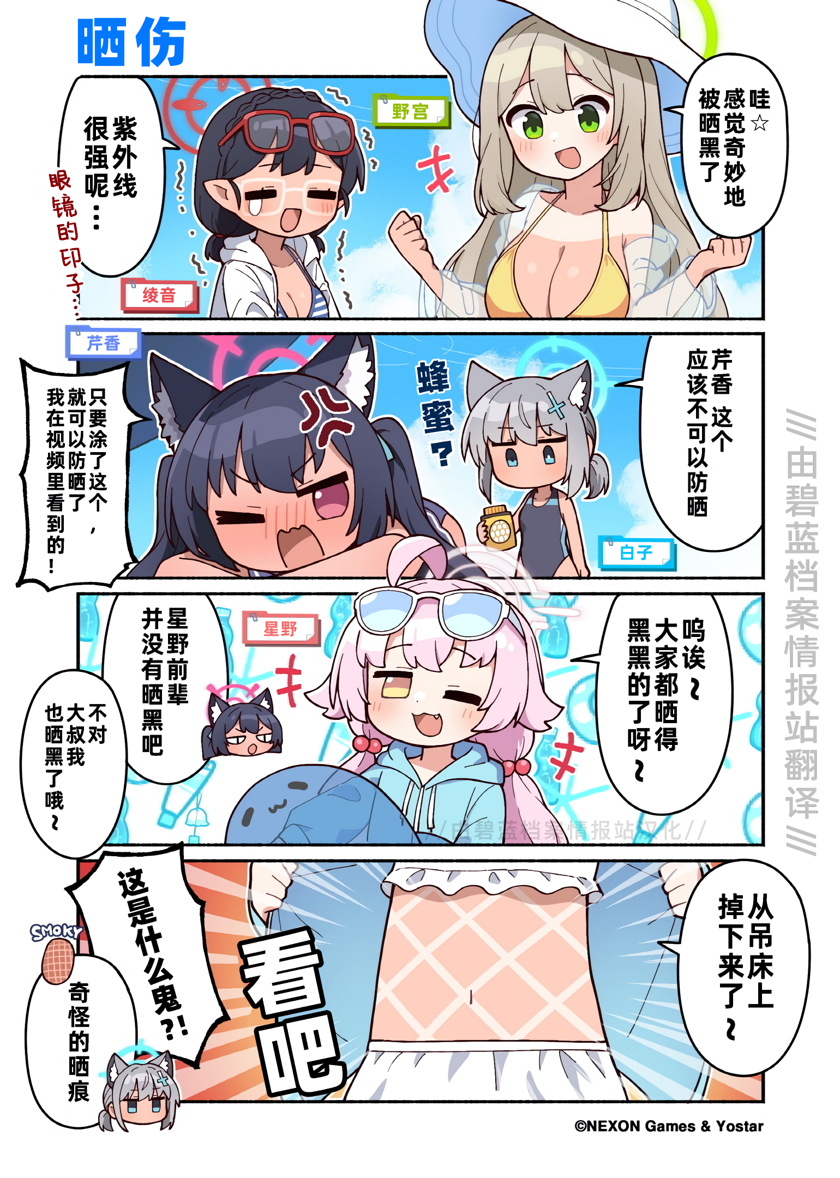 晒伤
哇☆
感觉奇妙地
被晒黑了
野宫
紫外线
很强呢…
眼镜的印子…
绫音
芹香 这个
应该不可以防晒
蜂蜜?
白子
芹香
只要涂了这个,
就可以防晒了
我在视频里看到的!
呜诶~
大家都晒得
黑黑的了呀~
星野
星野前辈
并没有晒黑吧
不对
大叔我
也晒黑了哦~
//由碧蓝档案情报站汉化//
从吊床上
掉下来了~
看吧
这是什么鬼?!
SMOKY
奇怪的晒痕
©NEXON Games & Yostar
///由碧蓝档案情报站翻译///